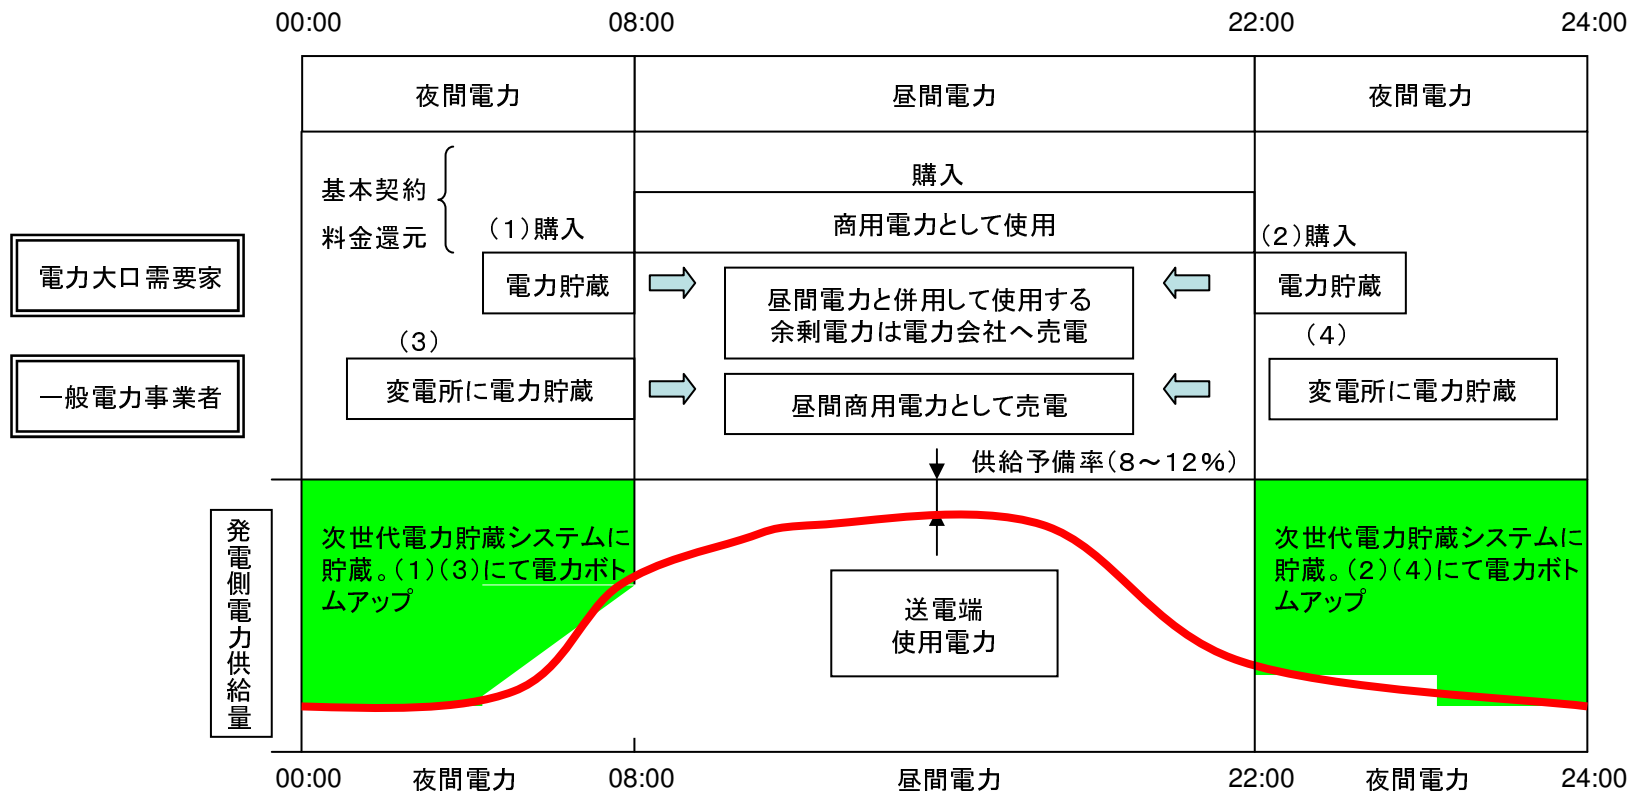 00:00
08:00
22:00
24:00
夜間電力
昼間電力
夜間電力
購入
基本契約
料金還元
(1)購入
商用電力として使用
(2)購入
電力大口需要家
電力貯蔵
昼間電力と併用して使用する
余剰電力は電力会社へ売電
電力貯蔵
(3)
(4)
一般電力事業者
変電所に電力貯蔵
昼間商用電力として売電
変電所に電力貯蔵
供給予備率(8~12%)
発電側電力供給量
次世代電力貯蔵システムに
貯蔵。(1)(3)にて電力ボト
ムアップ
送電端
使用電力
次世代電力貯蔵システムに
貯蔵。(2)(4)にて電力ボト
ムアップ
00:00
夜間電力
08:00
昼間電力
22:00
夜間電力
24:00